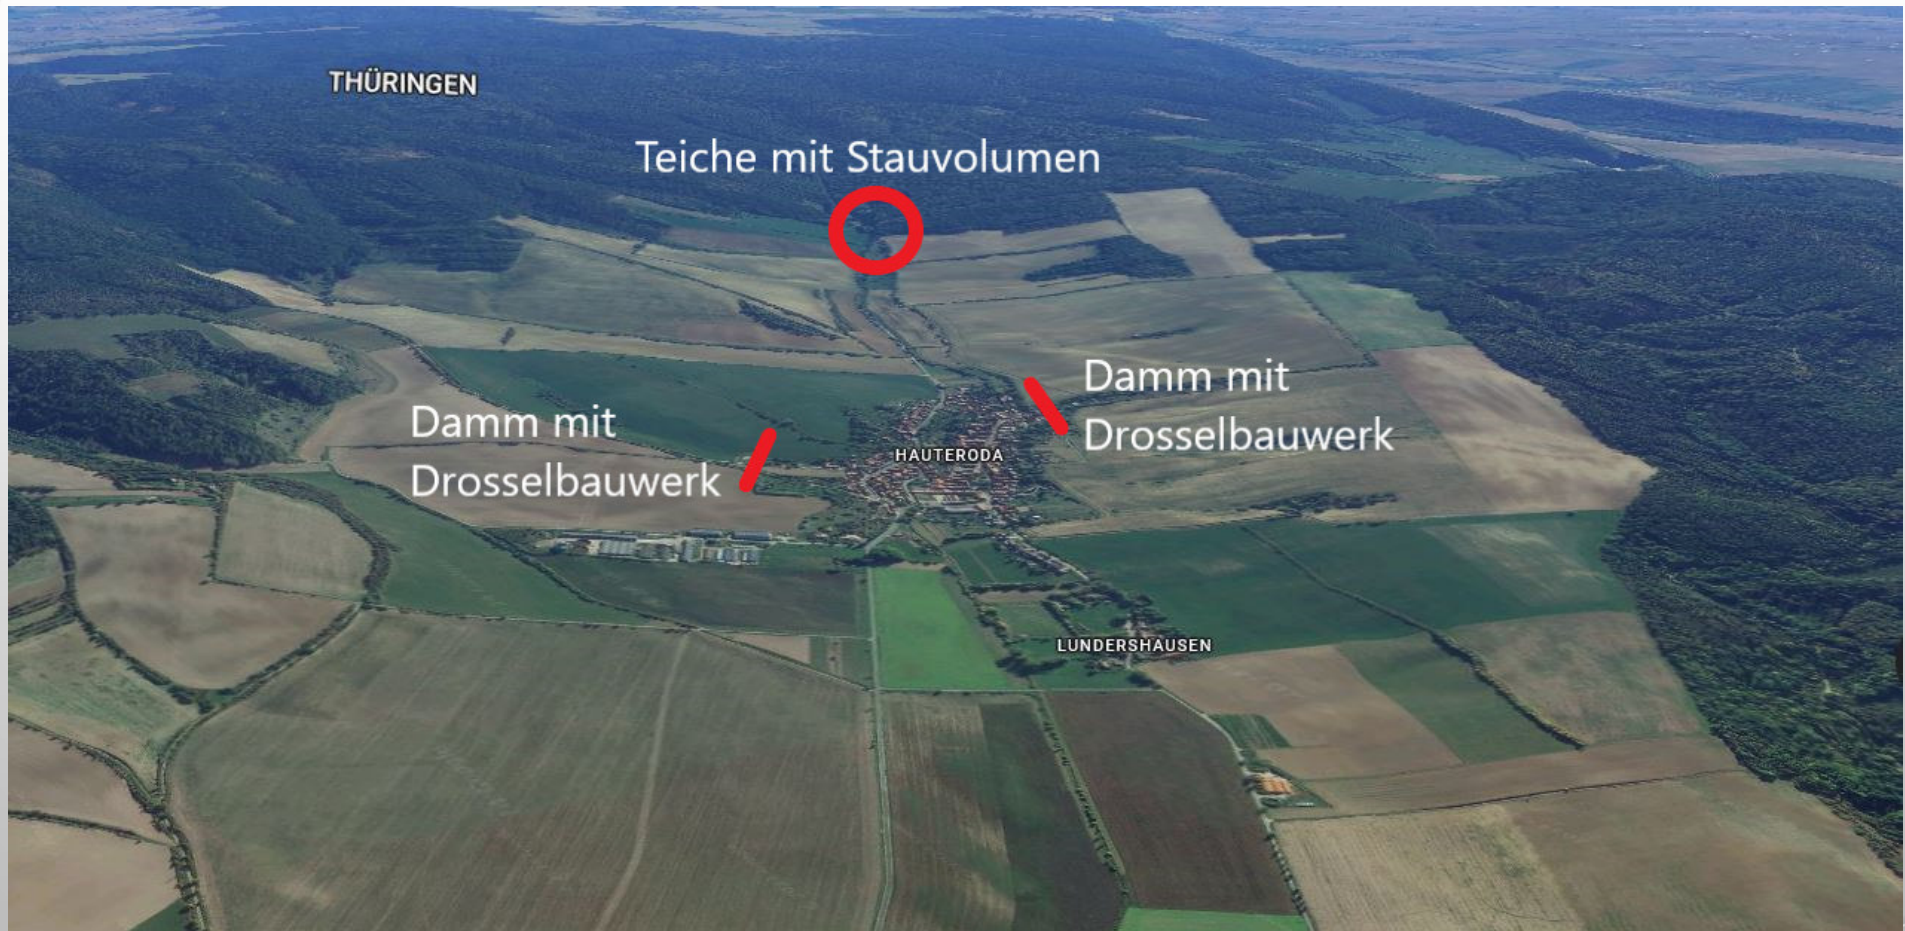 THÜRINGEN
Teiche mit Stauvolumen
Damm mit
Drosselbauwerk
Damm mit
Drosselbauwerk
HAUTERODA
LUNDERSHAUSEN